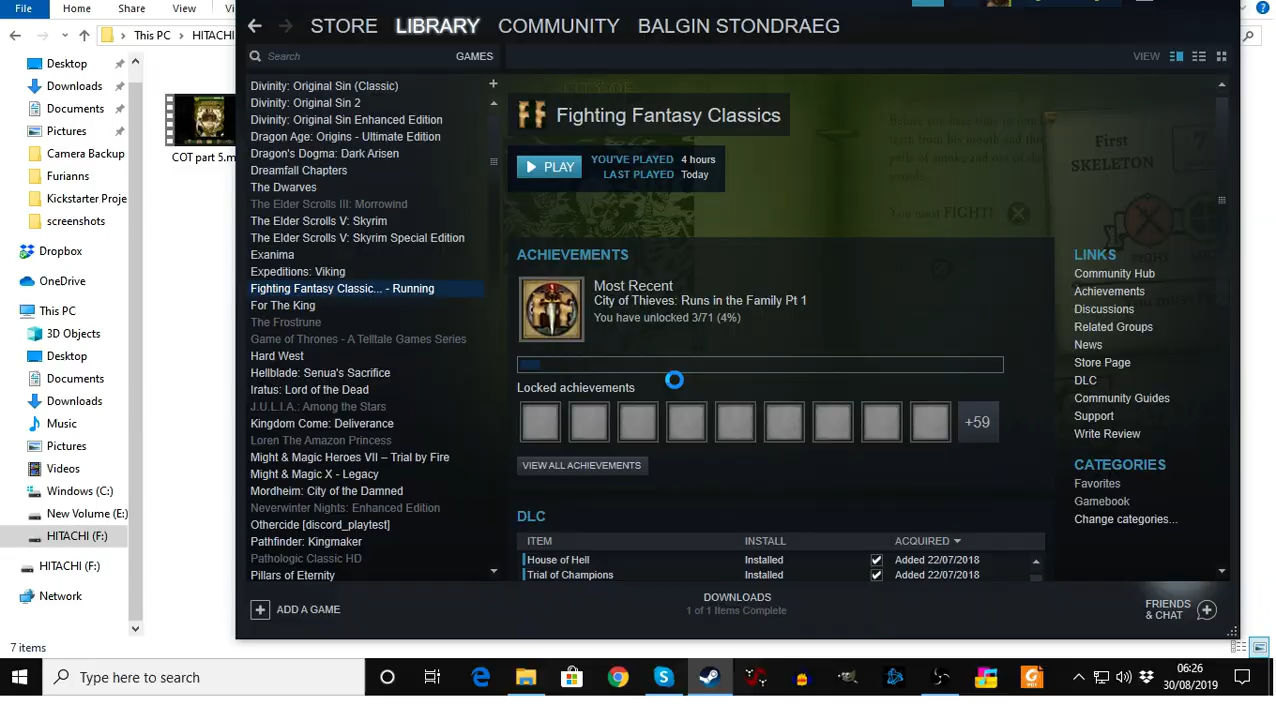 File
Home
Share
View
This PC
HITACHI
STORE
LIBRARY
COMMUNITY
BALGIN STONDRAEG
Search
GAMES
VIEW
Desktop
Downloads
Documents
Pictures
Camera Backup
Furianns
Kickstarter Proje
screenshots
Dropbox
OneDrive
This PC
3D Objects
Desktop
Documents
Downloads
Music
Pictures
Videos
Windows (C:)
New Volume (E:)
HITACHI (F:)
HITACHI (F:)
Network
7 items
COT part 5.m
Divinity: Original Sin (Classic)
Divinity: Original Sin 2
Divinity: Original Sin Enhanced Edition
Dragon Age: Origins - Ultimate Edition
Dragon's Dogma: Dark Arisen
Dreamfall Chapters
The Dwarves
The Elder Scrolls III: Morrowind
The Elder Scrolls V: Skyrim
The Elder Scrolls V: Skyrim Special Edition
Exanima
Expeditions: Viking
Fighting Fantasy Classic... - Running
For The King
The Frostrune
Game of Thrones - A Telltale Games Series
Hard West
Hellblade: Senua's Sacrifice
Iratus: Lord of the Dead
J.U.L.I.A.: Among the Stars
Kingdom Come: Deliverance
Loren The Amazon Princess
Might & Magic Heroes VII – Trial by Fire
Might & Magic X - Legacy
Mordheim: City of the Damned
Neverwinter Nights: Enhanced Edition
Othercide [discord_playtest]
Pathfinder: Kingmaker
Pathologic Classic HD
Pillars of Eternity
ADD A GAME
FF
Fighting Fantasy Classics
PLAY
YOU'VE PLAYED 4 hours
LAST PLAYED Today
First
SKELETON
7
You must FIGHT!
ACHIEVEMENTS
Most Recent
City of Thieves: Runs in the Family Pt 1
You have unlocked 3/71 (4%)
Locked achievements
+59
VIEW ALL ACHIEVEMENTS
DLC
ITEM INSTALL ACQUIRED
House of Hell Installed Added 22/07/2018
Trial of Champions Installed Added 22/07/2018
LINKS
Community Hub
Achievements
Discussions
Related Groups
News
Store Page
DLC
Community Guides
Support
Write Review
CATEGORIES
Favorites
Gamebook
Change categories...
DOWNLOADS
1 of 1 Items Complete
FRIENDS
& CHAT
Type here to search
06:26
30/08/2019